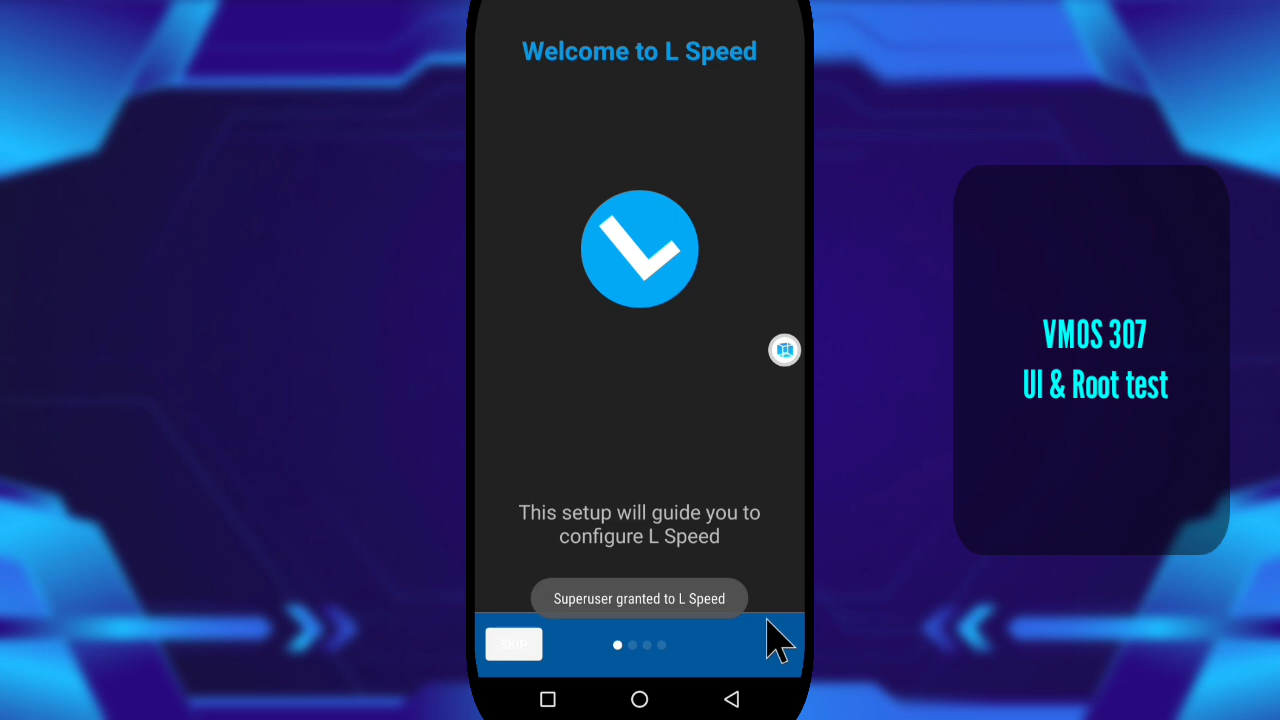 Welcome to L Speed
This setup will guide you to
configure L Speed
Superuser granted to L Speed
SKIP
VMOS 307
UI & Root test